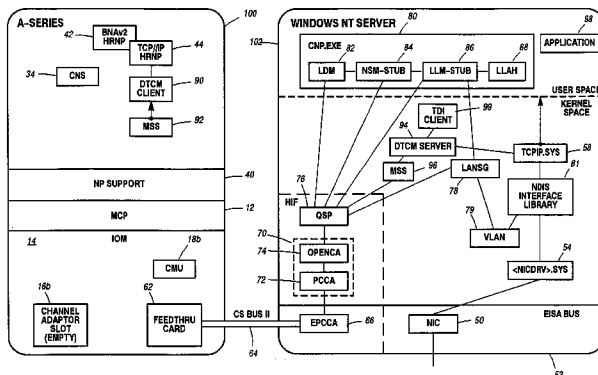 A-SERIES
100
42
BNAv2
HRNP
TCP/IP
HRNP
44
34
CNS
DTCM
CLIENT
90
MSS
92
NP SUPPORT
40
MCP
12
14
IOM
CMU
18b
16b
CHANNEL
ADAPTOR
SLOT
(EMPTY)
62
FEEDTHRU
CARD
CS BUS II
64
WINDOWS NT SERVER
102
80
CNP.EXE
82
84
86
88
LDM
NSM-STUB
LLM-STUB
LLAH
98
APPLICATION
USER SPACE
KERNEL
SPACE
TDI
CLIENT
99
94
DTCM SERVER
TCPIP.SYS
58
MSS
96
LANSG
78
81
NDIS
INTERFACE
LIBRARY
HIF
76
QSP
70
OPENCA
74
PCCA
72
79
VLAN
54
<NICDRV>.SYS
EPCCA
66
NIC
50
EISA BUS
52